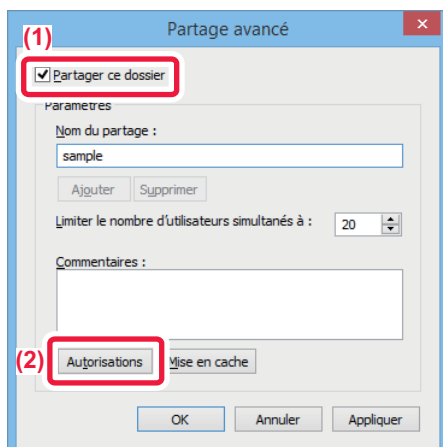 Partage avancé
(1)
Partager ce dossier
Paramètres
Nom du partage :
sample
Ajouter Supprimer
Limiter le nombre d'utilisateurs simultanés à : 20
Commentaires :
(2) Autorisations Mise en cache
OK Annuler Appliquer